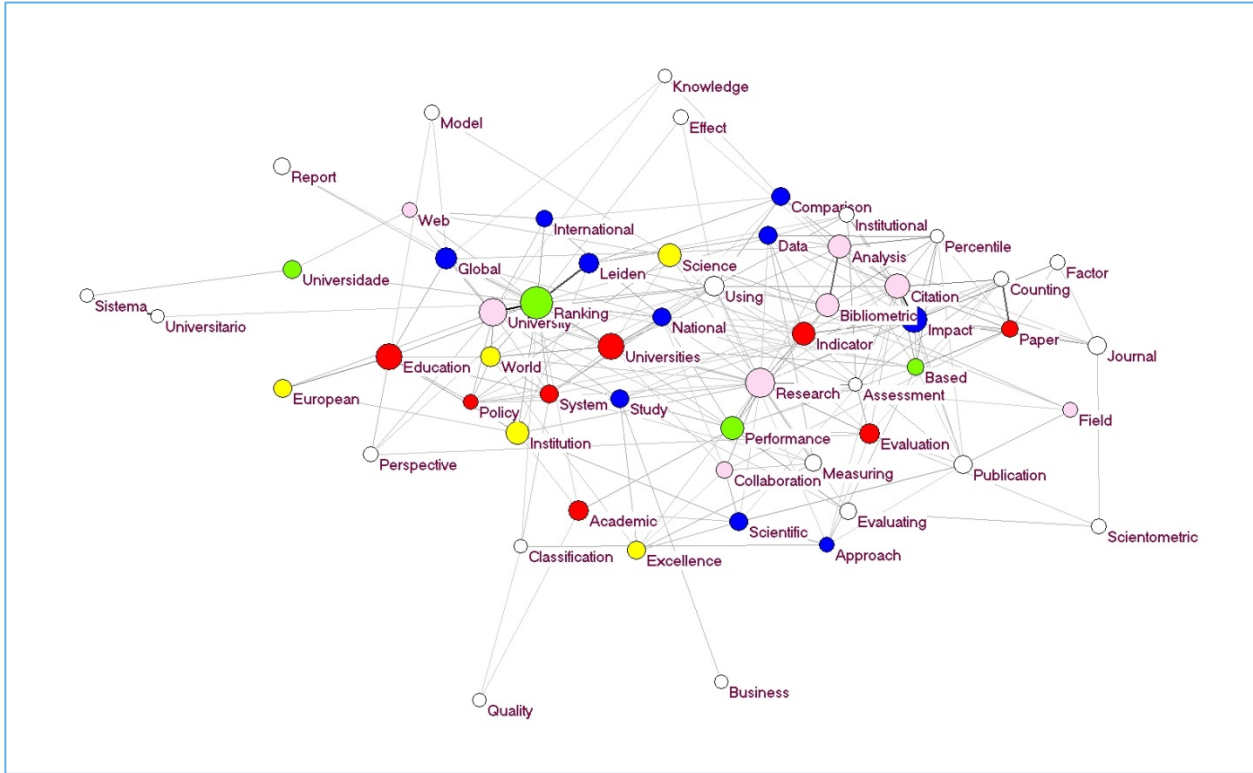 Knowledge
Model
Effect
Report
Comparison
Web
Institutional
International
Data
Percentile
Analysis
Global
Leiden
Science
Factor
Universidade
Counting
Using
Citation
Sistema
Ranking
Bibliometric
Universitario
University
National
Impact
Indicator
Paper
Universities
Journal
Education
World
Based
Research
Assessment
European
System
Policy
Study
Field
Institution
Performance
Evaluation
Perspective
Measuring
Collaboration
Publication
Academic
Scientific
Evaluating
Scientometric
Classification
Excellence
Approach
Business
Quality